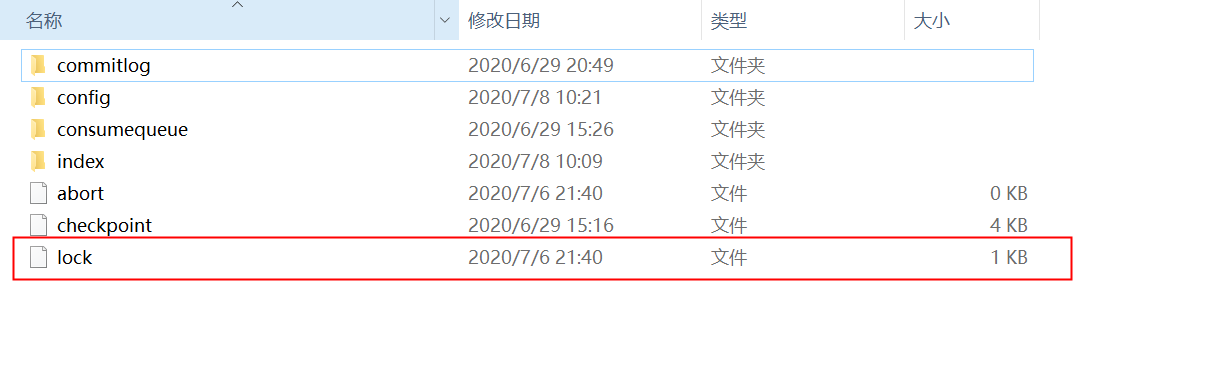 名称 修改日期 类型 大小
commitlog 2020/6/29 20:49 文件夹
config 2020/7/8 10:21 文件夹
consumequeue 2020/6/29 15:26 文件夹
index 2020/7/8 10:09 文件夹
abort 2020/7/6 21:40 文件 0 KB
checkpoint 2020/6/29 15:16 文件 4 KB
lock 2020/7/6 21:40 文件 1 KB